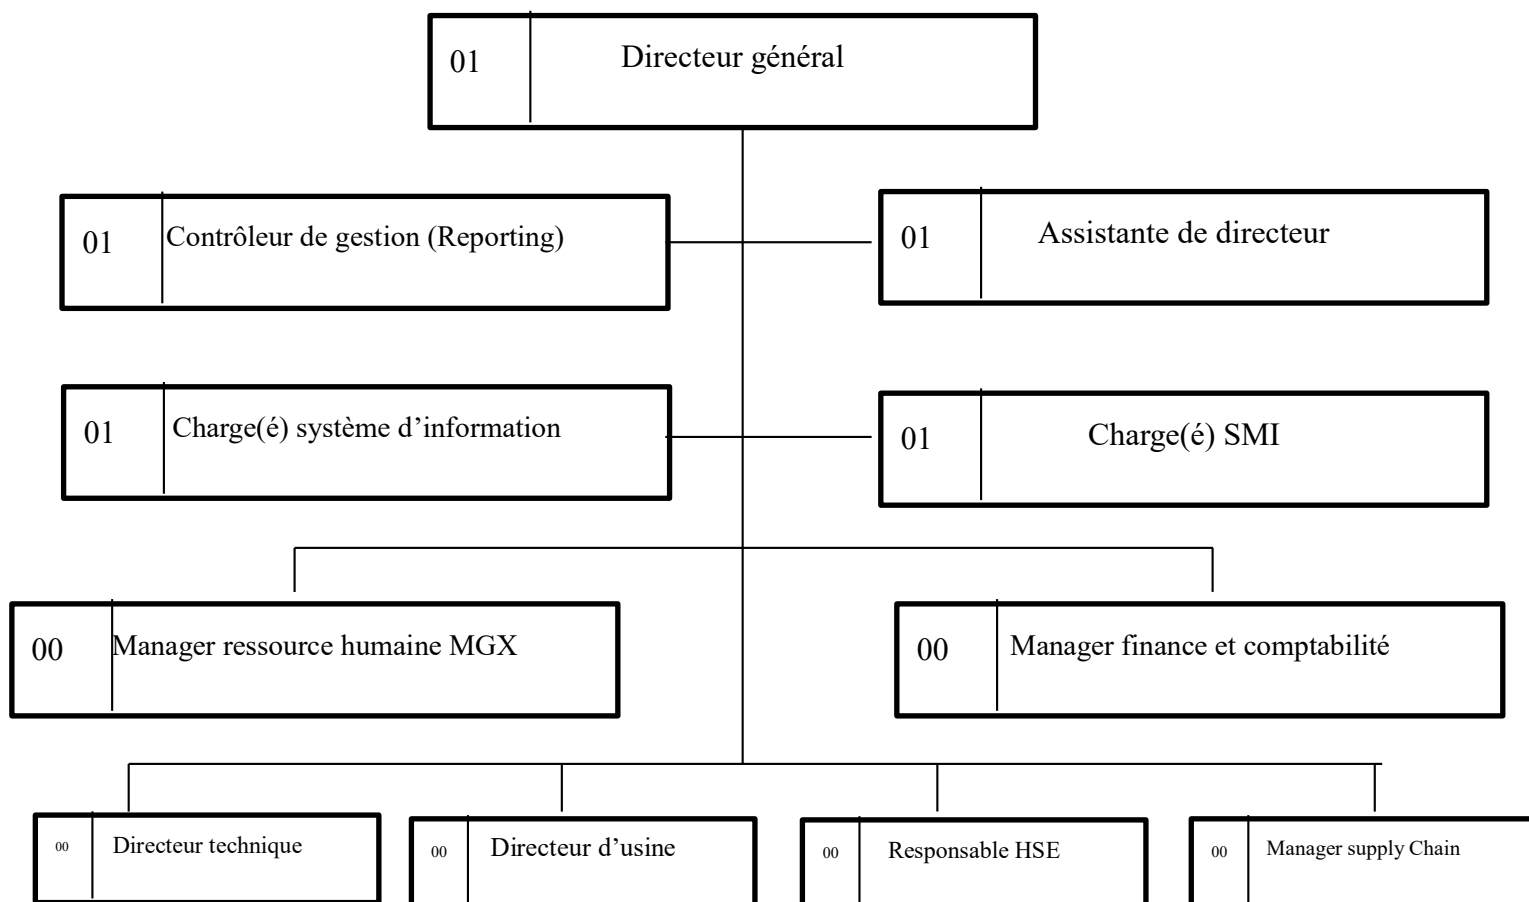 01 Directeur général
01 Contrôleur de gestion (Reporting)
01 Assistante de directeur
01 Charge(é) système d’information
01 Charge(é) SMI
00 Manager ressource humaine MGX
00 Manager finance et comptabilité
00 Directeur technique
00 Directeur d’usine
00 Responsable HSE
00 Manager supply Chain